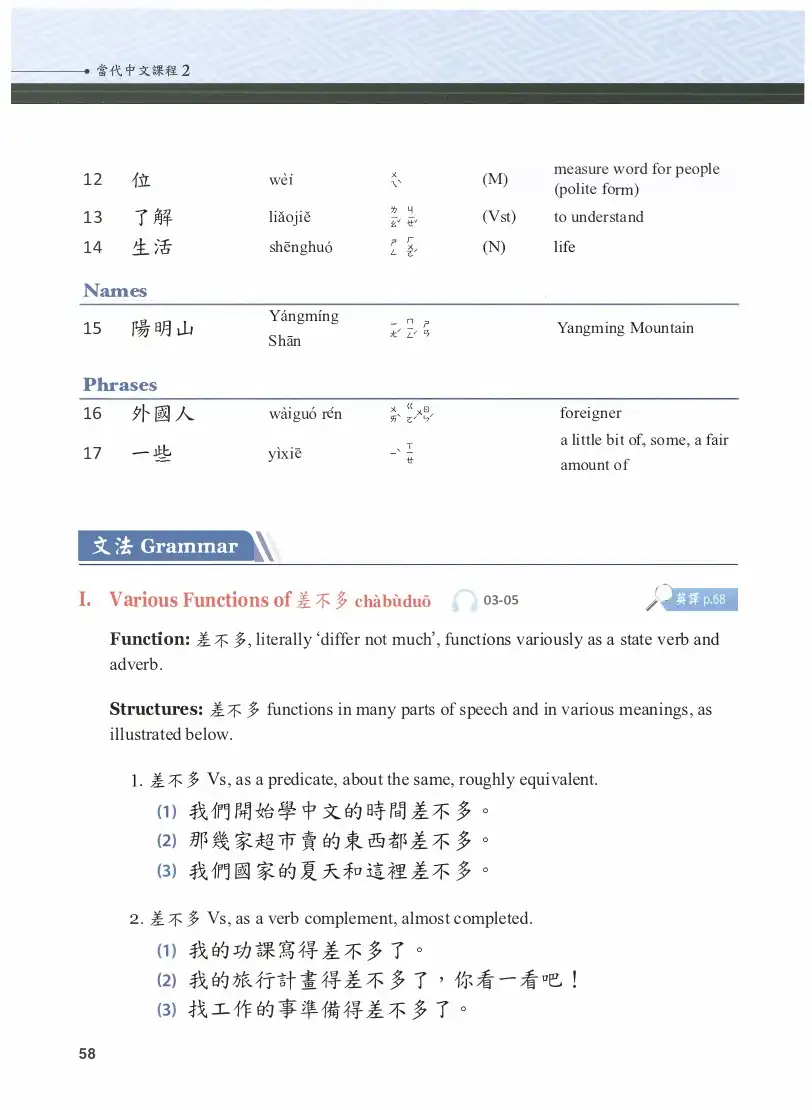 當代中文課程 2
12 位 wèi ㄨㄟˋ (M) measure word for people
(polite form)
13 了解 liǎojiě ㄌㄧㄠˇ ㄐㄧㄝˇ (Vst) to understand
14 生活 shēnghuó ㄕㄥ ㄏㄨㄛˊ (N) life
Names
15 陽明山 Yángmíng
Shān ㄧㄤˊ ㄇㄧㄥˊ ㄕㄢ Yangming Mountain
Phrases
16 外國人 wàiguó rén ㄨㄞˋ ㄍㄨㄛˊ ㄖㄣˊ foreigner
17 一些 yìxiē ㄧˋ ㄒㄧㄝ a little bit of, some, a fair
amount of
文法 Grammar
I. Various Functions of 差不多 chàbùduō 03-05 英譯 p.68
Function: 差不多, literally ‘differ not much’, functions variously as a state verb and
adverb.
Structures: 差不多 functions in many parts of speech and in various meanings, as
illustrated below.
1. 差不多 Vs, as a predicate, about the same, roughly equivalent.
(1) 我們開始學中文的時間差不多。
(2) 那幾家超市賣的東西都差不多。
(3) 我們國家的夏天和這裡差不多。
2. 差不多 Vs, as a verb complement, almost completed.
(1) 我的功課寫得差不多了。
(2) 我的旅行計畫得差不多了，你看一看吧！
(3) 找工作的事準備得差不多了。
58